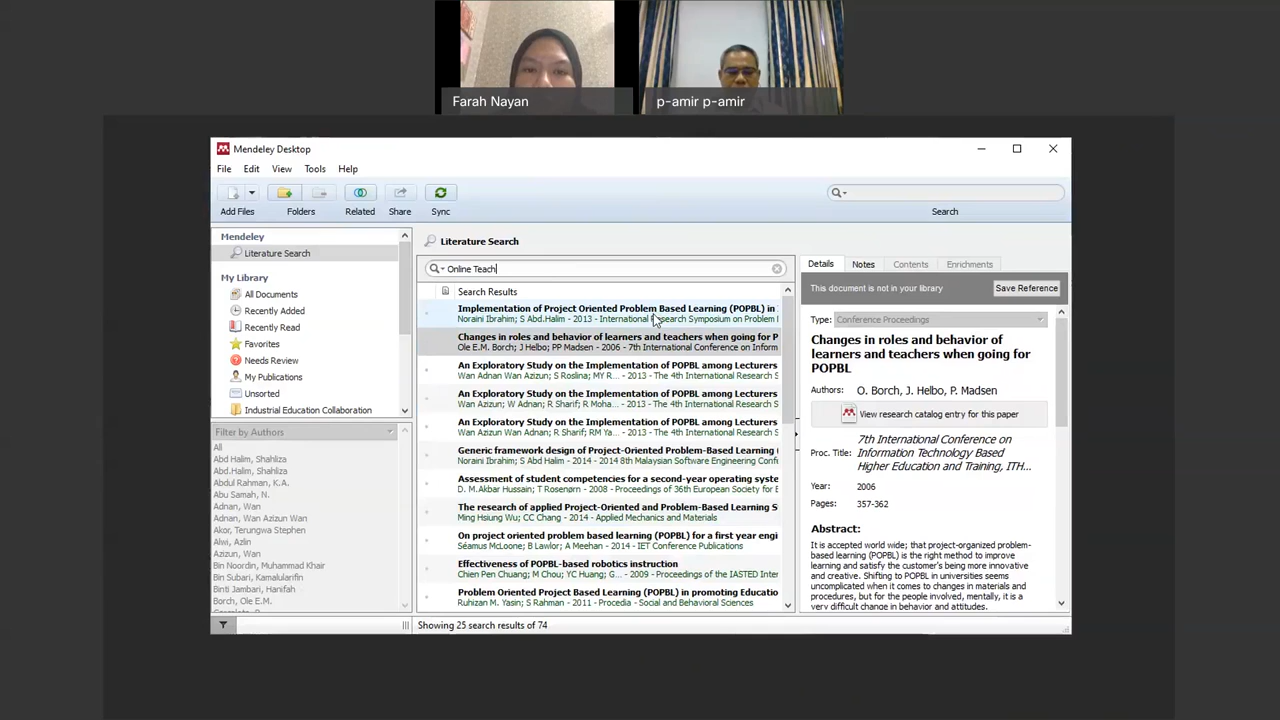 Farah Nayan
p-amir p-amir
Mendeley Desktop
File Edit View Tools Help
Add Files Folders Related Share Sync Search
Mendeley
Literature Search
My Library
All Documents
Recently Added
Recently Read
Favorites
Needs Review
My Publications
Unsorted
Industrial Education Collaboration
Filter by Authors
All
Abd Halim, Shahliza
Abd.Halim, Shahliza
Abdul Rahman, K.A.
Abu Samah, N.
Adnan, Wan
Adnan, Wan Azizun Wan
Akor, Terungwa Stephen
Alwi, Azlin
Azizun, Wan
Bin Noordin, Muhammad Khair
Bin Subari, Kamalularifin
Binti Jambari, Hanifah
Borch, Ole E.M.
Literature Search
Online Teach
Search Results
Implementation of Project Oriented Problem Based Learning (POPBL) in
Noraini Ibrahim; S Abd.Halim - 2013 - International Research Symposium on Problem
Changes in roles and behavior of learners and teachers when going for P
Ole E.M. Borch; J Helbo; PP Madsen - 2006 - 7th International Conference on Inform
An Exploratory Study on the Implementation of POPBL among Lecturers
Wan Adnan Wan Azizun; S Roslina; MY R... - 2013 - The 4th International Research S
An Exploratory Study on the Implementation of POPBL among Lecturers
Wan Azizun; W Adnan; R Sharif; R Moha... - 2013 - The 4th International Research S
An Exploratory Study on the Implementation of POPBL among Lecturers
Wan Azizun Wan Adnan; R Sharif; RM Ya... - 2013 - The 4th International Research S
Generic framework design of Project-Oriented Problem-Based Learning
Noraini Ibrahim; S Abd Halim - 2014 - 2014 8th Malaysian Software Engineering Conf
Assessment of student competencies for a second-year operating syste
D. M.Akbar Hussain; T Rosenørn - 2008 - Proceedings of 36th European Society for E
The research of applied Project-Oriented and Problem-Based Learning S
Ming Hsiung Wu; CC Chang - 2014 - Applied Mechanics and Materials
On project oriented problem based learning (POPBL) for a first year engi
Séamus McLoone; B Lawlor; A Meehan - 2014 - IET Conference Publications
Effectiveness of POPBL-based robotics instruction
Chien Pen Chuang; M Chou; YC Huang; G... - 2009 - Proceedings of the IASTED Inter
Problem Oriented Project Based Learning (POPBL) in promoting Educatio
Ruhizan M. Yasin; S Rahman - 2011 - Procedia - Social and Behavioral Sciences
Showing 25 search results of 74
Details Notes Contents Enrichments
This document is not in your library Save Reference
Type: Conference Proceedings
Changes in roles and behavior of
learners and teachers when going for
POPBL
Authors: O. Borch, J. Helbo, P. Madsen
View research catalog entry for this paper
7th International Conference on
Proc. Title: Information Technology Based
Higher Education and Training, ITH...
Year: 2006
Pages: 357-362
Abstract:
It is accepted world wide; that project-organized problem-
based learning (POPBL) is the right method to improve
learning and satisfy the customer's being more innovative
and creative. Shifting to POPBL in universities seems
uncomplicated when it comes to changes in materials and
procedures, but for the people involved, mentally, it is a
very difficult change in behavior and attitudes.